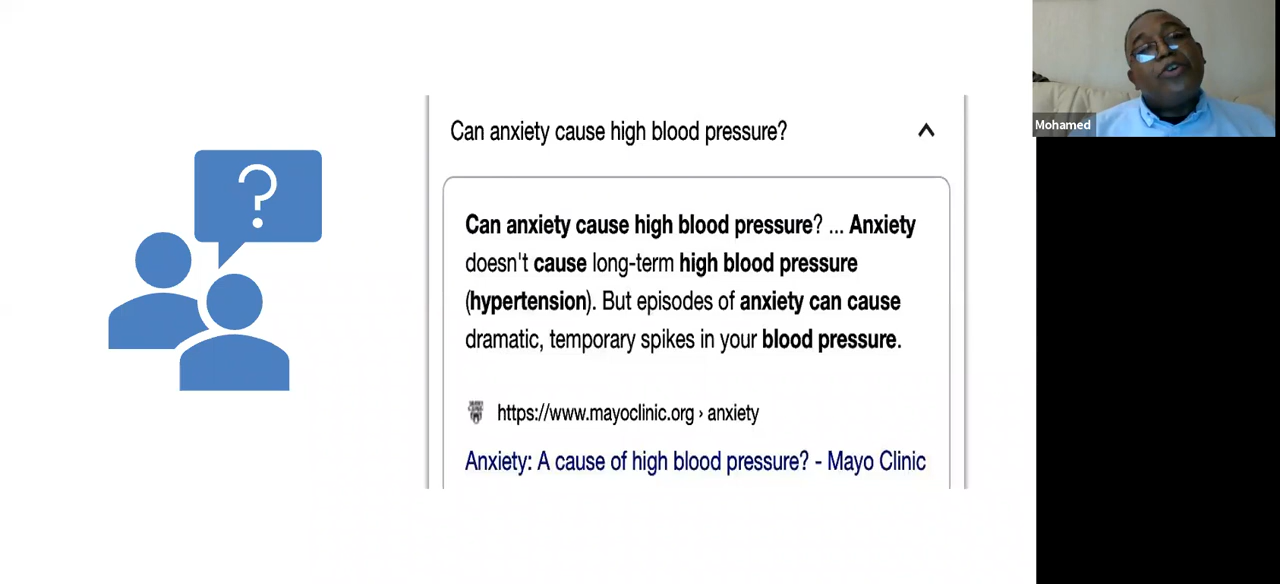 Can anxiety cause high blood pressure?
Can anxiety cause high blood pressure? ... Anxiety
doesn't cause long-term high blood pressure
(hypertension). But episodes of anxiety can cause
dramatic, temporary spikes in your blood pressure.
https://www.mayoclinic.org › anxiety
Anxiety: A cause of high blood pressure? - Mayo Clinic
?
Mohamed